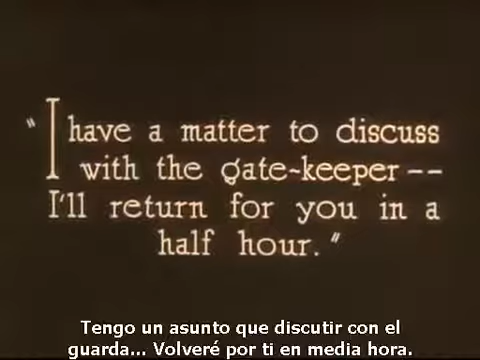 "I have a matter to discuss
with the gate-keeper--
I'll return for you in a
half hour."
Tengo un asunto que discutir con el
guarda... Volveré por ti en media hora.